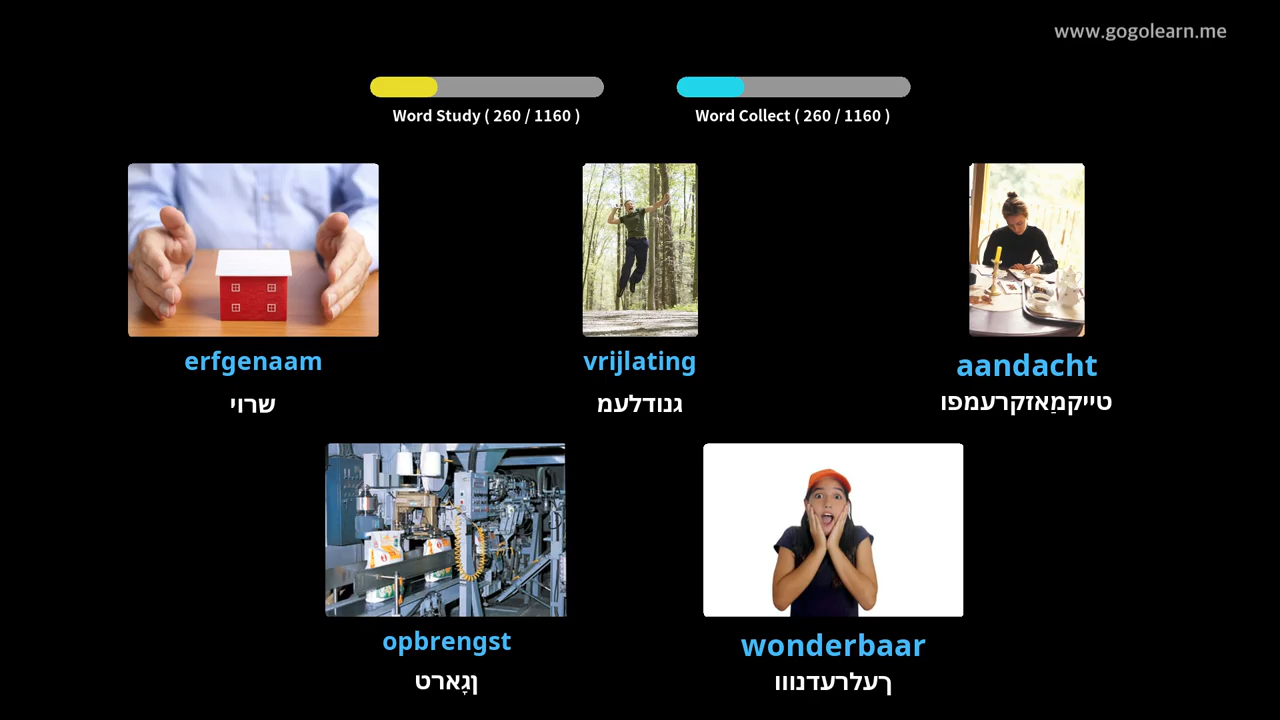 www.gogolearn.me
Word Study ( 260 / 1160 )
Word Collect ( 260 / 1160 )
erfgenaam
שרוי
vrijlating
גנודלעמ
aandacht
טייקמַאזקרעמפו
opbrengst
ןגָארט
wonderbaar
ךעלרעדנווו